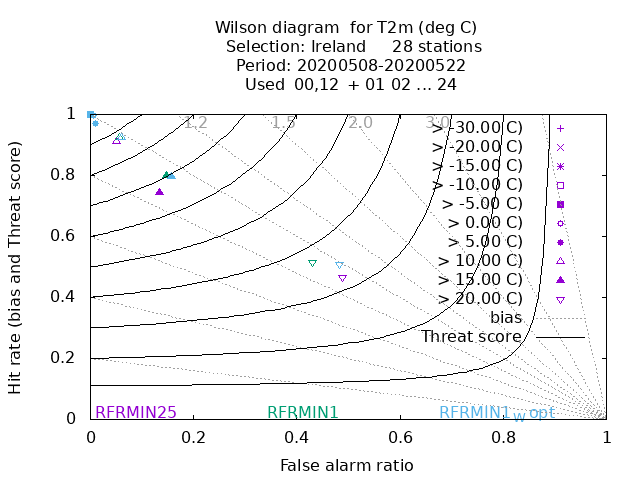 Wilson diagram  for T2m (deg C)
Selection: Ireland     28 stations
Period: 20200508-20200522
Used  00,12  + 01 02 ... 24
Hit rate (bias and Threat score)
1
0.8
0.6
0.4
0.2
0
1.2
1.5
2.0
3.0
> -30.00 C)
> -20.00 C)
> -15.00 C)
> -10.00 C)
> -5.00 C)
> 0.00 C)
> 5.00 C)
> 10.00 C)
> 15.00 C)
> 20.00 C)
bias
Threat score
RFRMIN25
RFRMIN1
RFRMIN1_W_opt
0 0.2 0.4 0.6 0.8 1
False alarm ratio